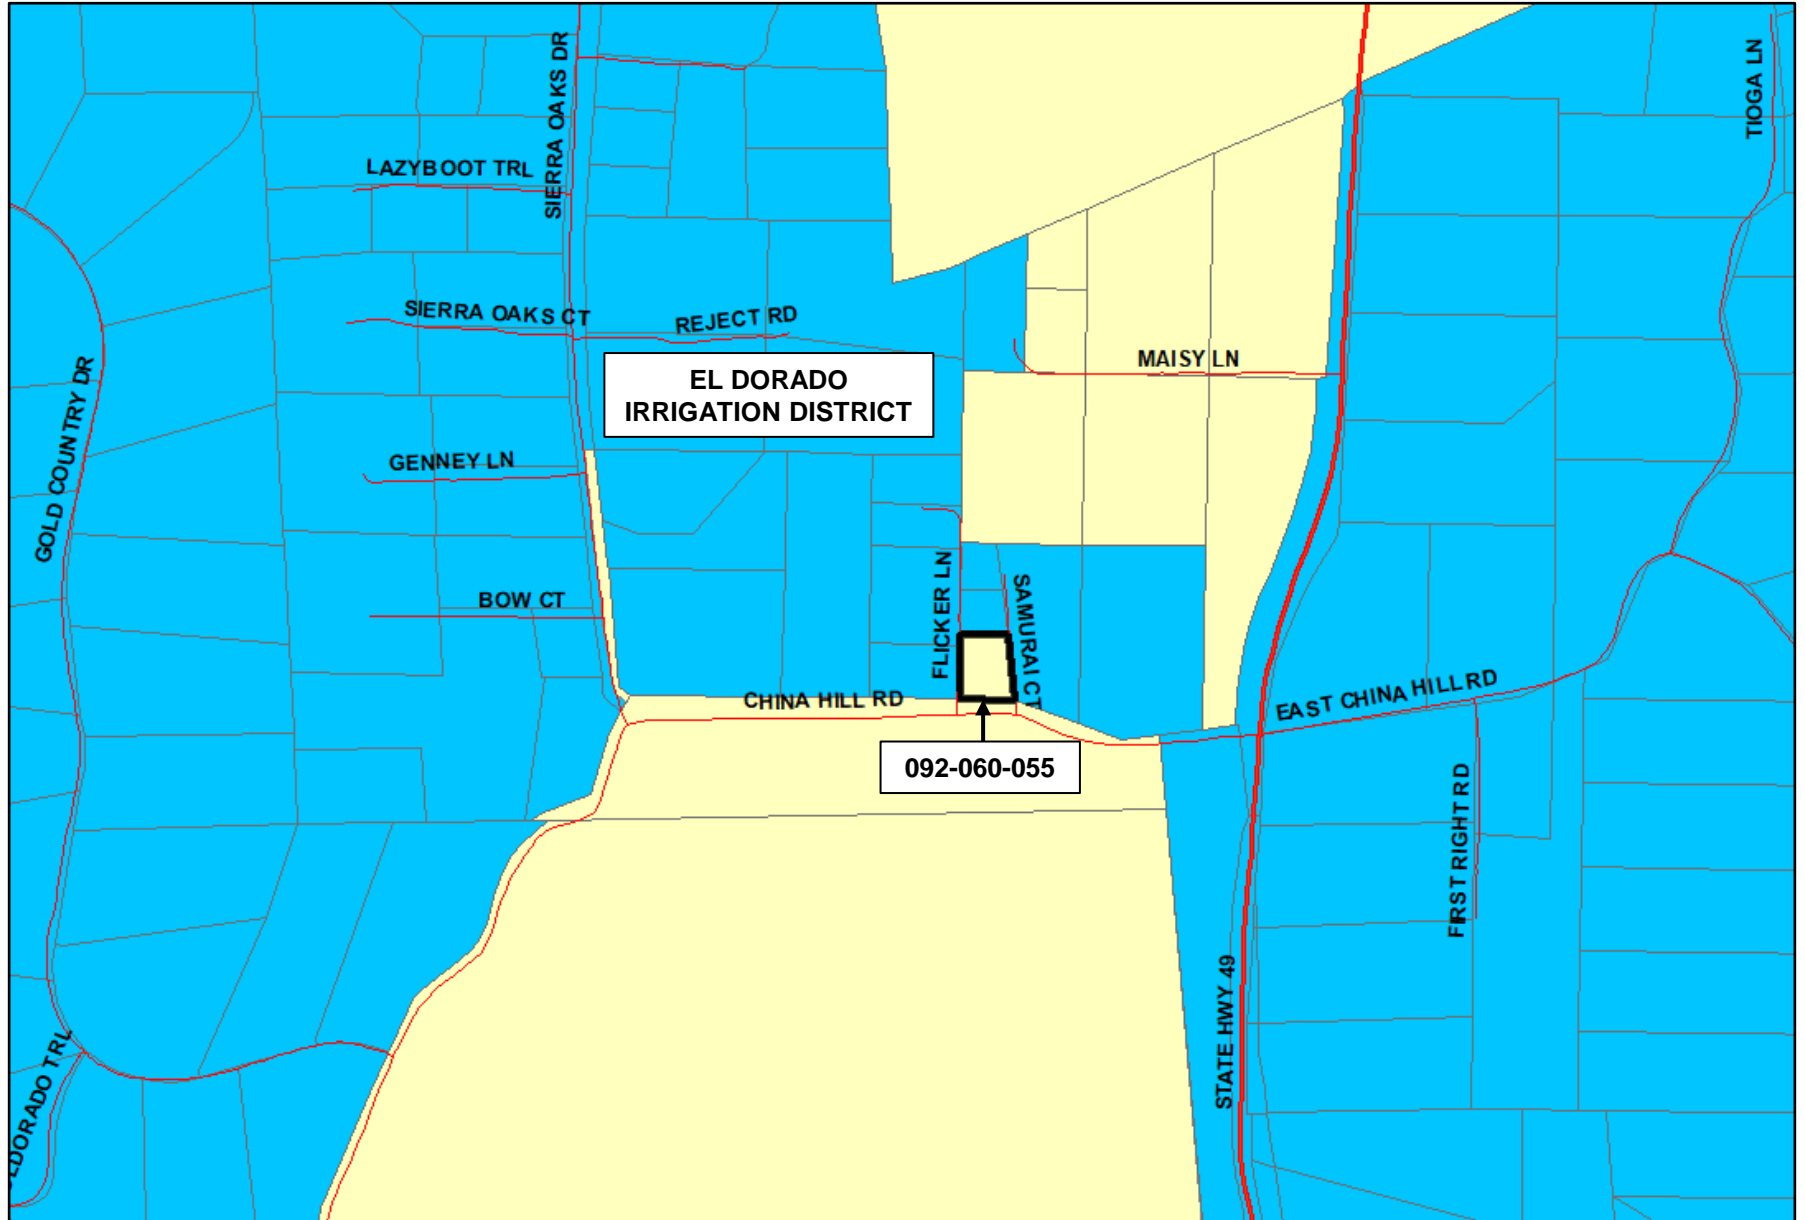 SIERRA OAKS DR
TIOGA LN
LAZYBOOT TRL
SIERRA OAKS CT
REJECT RD
MAISY LN
EL DORADO
IRRIGATION DISTRICT
GOLD COUNTRY DR
GENNEY LN
BOW CT
FLICKER LN
SAMURAI CT
CHINA HILL RD
EAST CHINA HILL RD
092-060-055
FIRST RIGHT RD
STATE HWY 49
LDORADO TRL